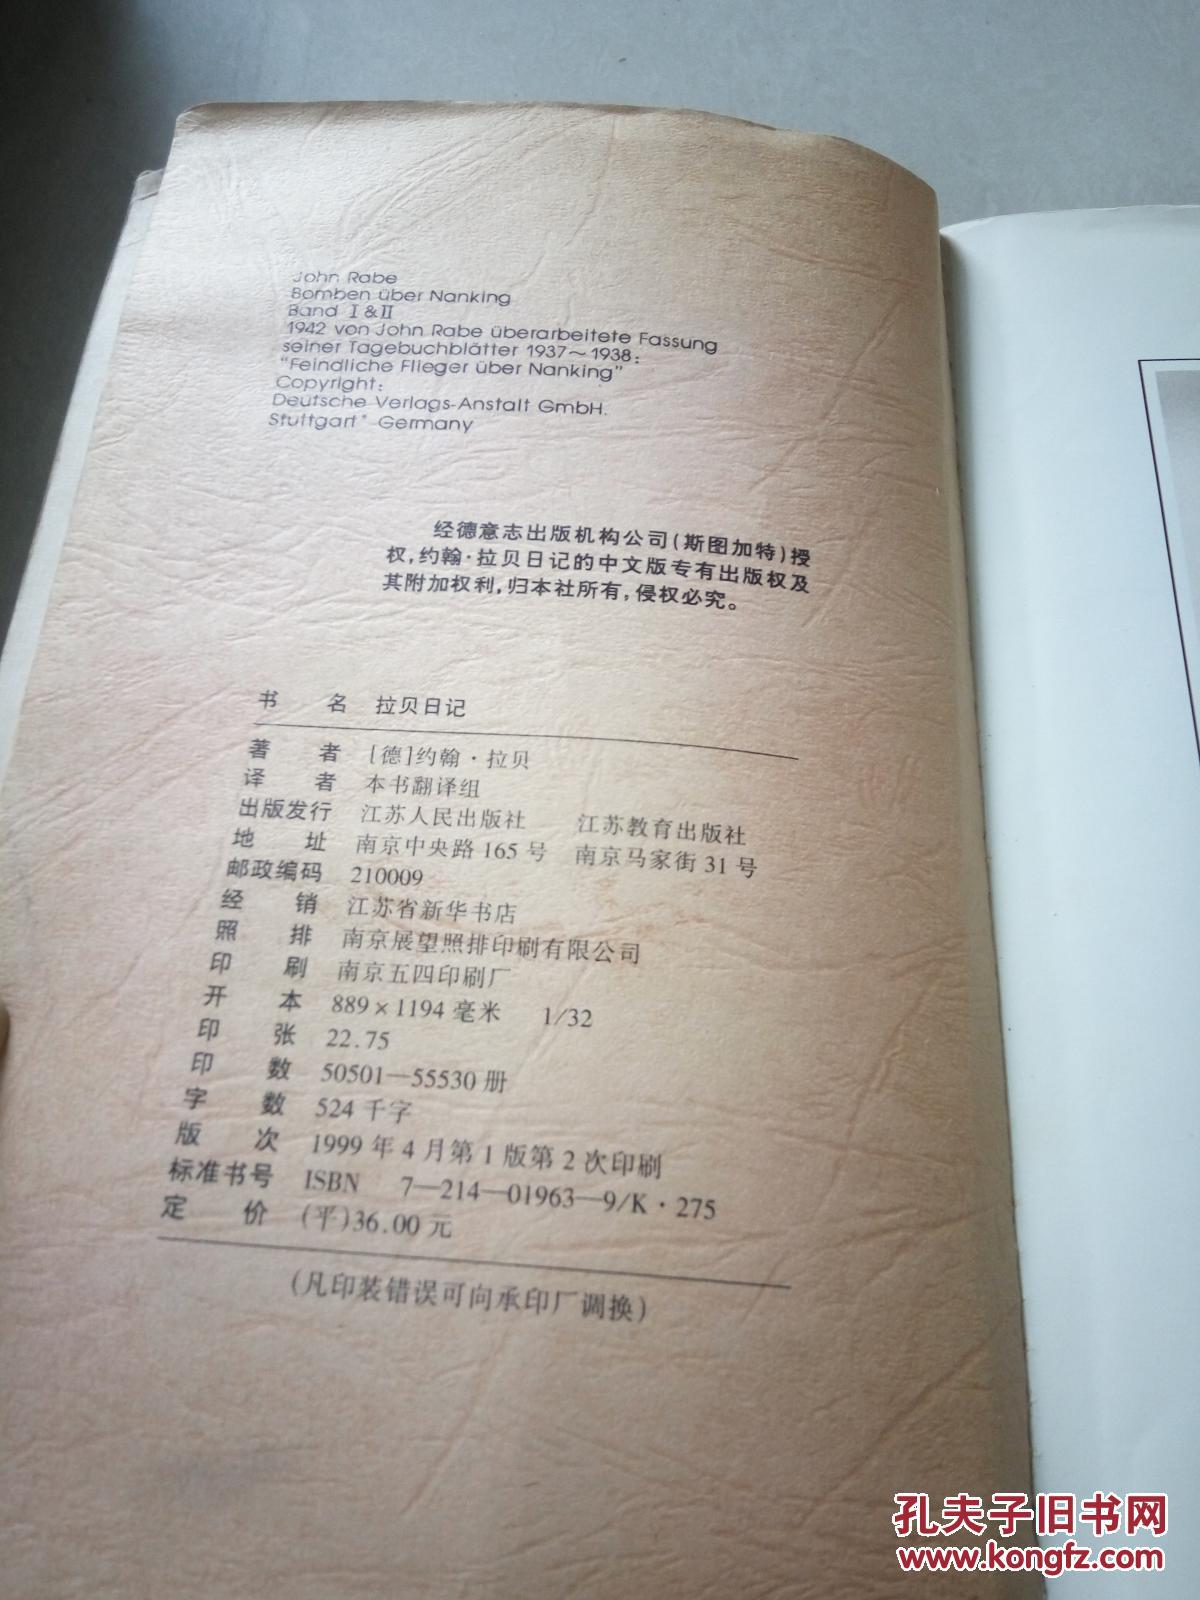 John Rabe
Bomben über Nanking
Band Ⅰ&Ⅱ
1942 von John Rabe überarbeitete Fassung
seiner Tagebuchblätter 1937～1938:
"Feindliche Flieger über Nanking"
Copyright:
Deutsche Verlags-Anstalt GmbH.
Stuttgart* Germany
经德意志出版机构公司(斯图加特)授
权,约翰·拉贝日记的中文版专有出版权及
其附加权利,归本社所有,侵权必究。
书 名 拉贝日记
著 者 [德]约翰·拉贝
译 者 本书翻译组
出版发行 江苏人民出版社 江苏教育出版社
地 址 南京中央路165号 南京马家街31号
邮政编码 210009
经 销 江苏省新华书店
照 排 南京展望照排印刷有限公司
印 刷 南京五四印刷厂
开 本 889×1194毫米 1/32
印 张 22.75
印 数 50501—55530册
字 数 524千字
版 次 1999年4月第1版第2次印刷
标准书号 ISBN 7—214—01963—9/K·275
定 价 (平)36.00元
(凡印装错误可向承印厂调换)
孔夫子旧书网
www.kongfz.com